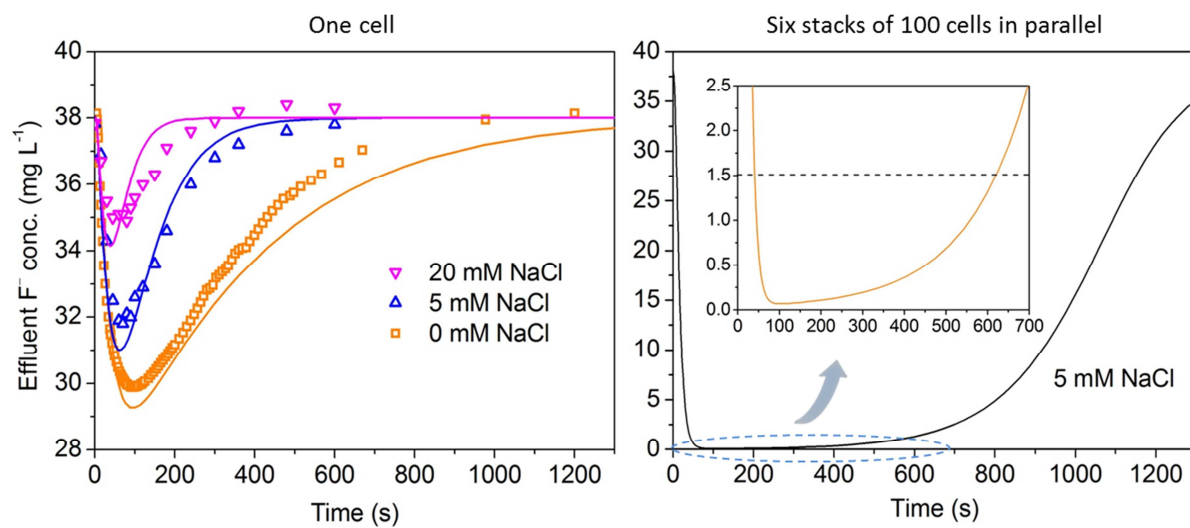 One cell
Effluent F⁻ conc. (mg L⁻¹)
40
38
36
34
32
30
28
20 mM NaCl
5 mM NaCl
0 mM NaCl
0 200 400 600 800 1000 1200
Time (s)
Six stacks of 100 cells in parallel
40
35
30
25
20
15
10
5
0
2.5
2.0
1.5
1.0
0.5
0.0
0 100 200 300 400 500 600 700
5 mM NaCl
0 200 400 600 800 1000 1200
Time (s)